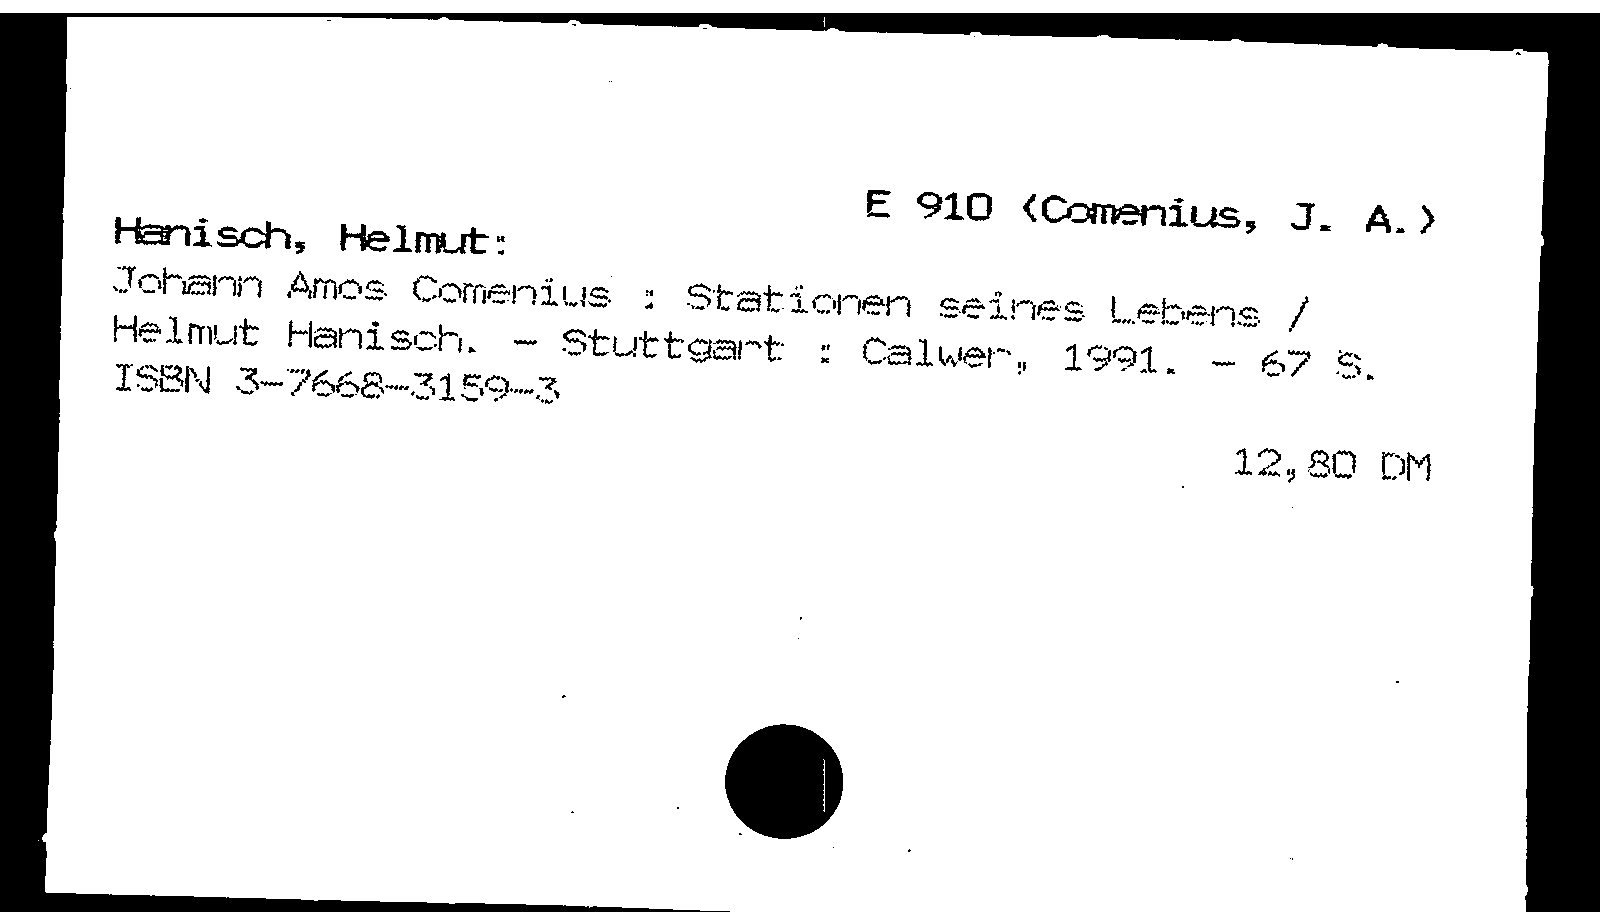 E 910 (Comenius, J. A.)
Hanisch, Helmut:
Johann Amos Comenius : Stationen seines Lebens /
Helmut Hanisch. - Stuttgart : Calwer, 1991. - 67 S.
ISBN 3-7668-3159-3
12,80 DM